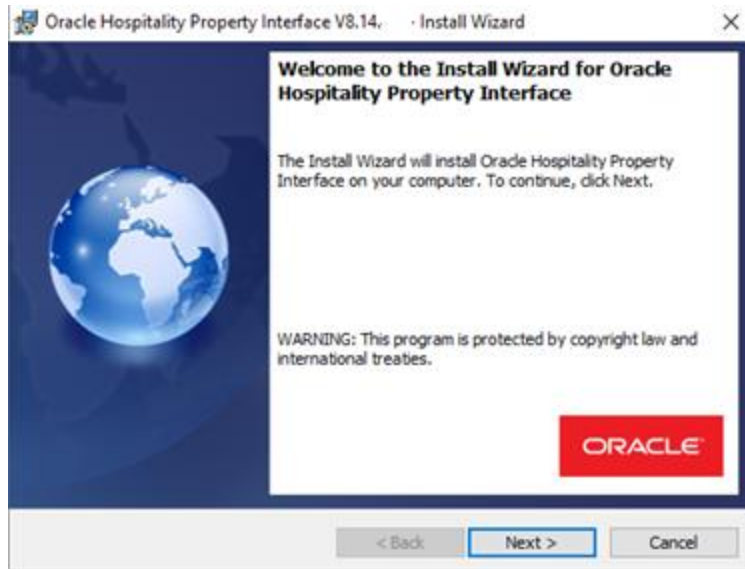 Oracle Hospitality Property Interface V8.14. - Install Wizard
Welcome to the Install Wizard for Oracle
Hospitality Property Interface
The Install Wizard will install Oracle Hospitality Property
Interface on your computer. To continue, click Next.
WARNING: This program is protected by copyright law and
international treaties.
ORACLE
< Back
Next >
Cancel